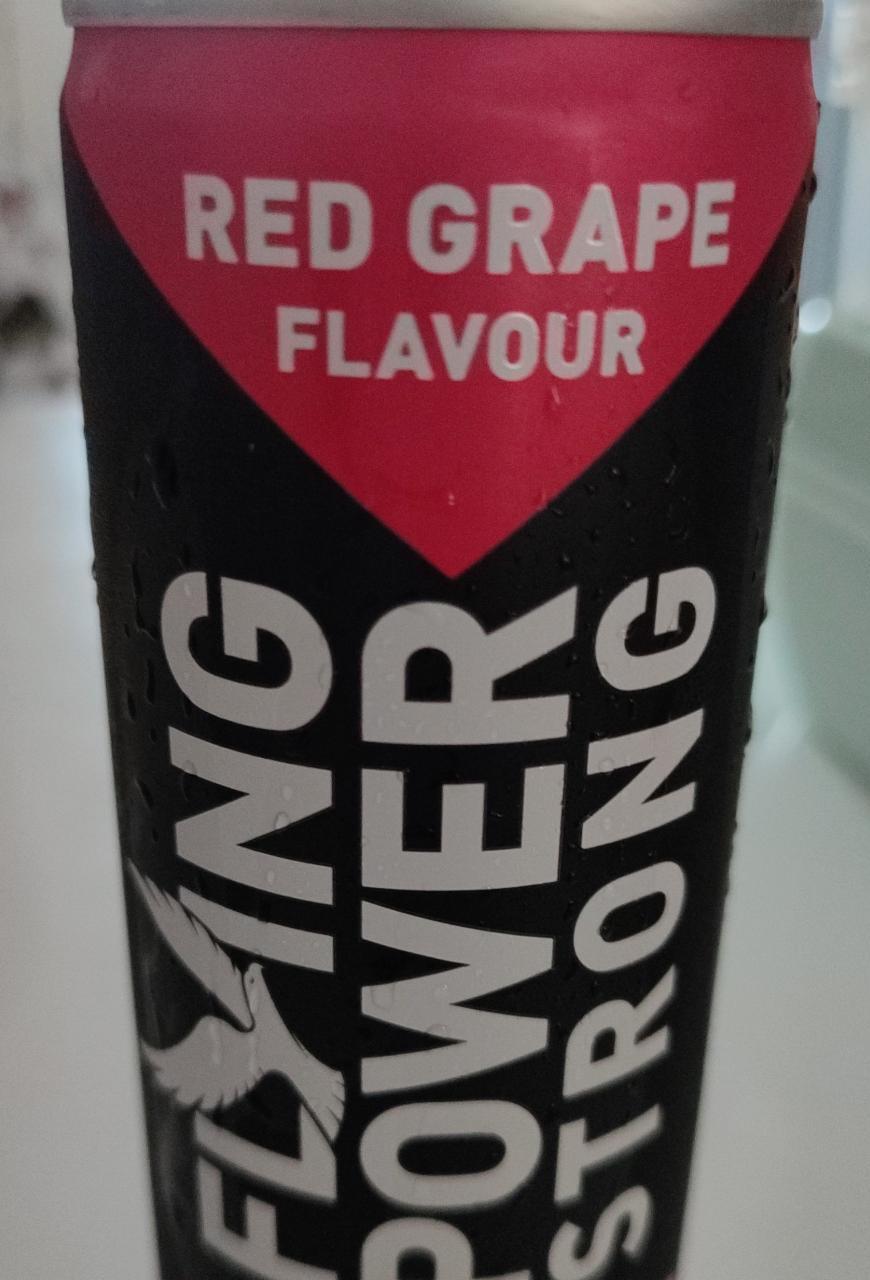 RED GRAPE
FLAVOUR
FLYING
POWER
STRONG